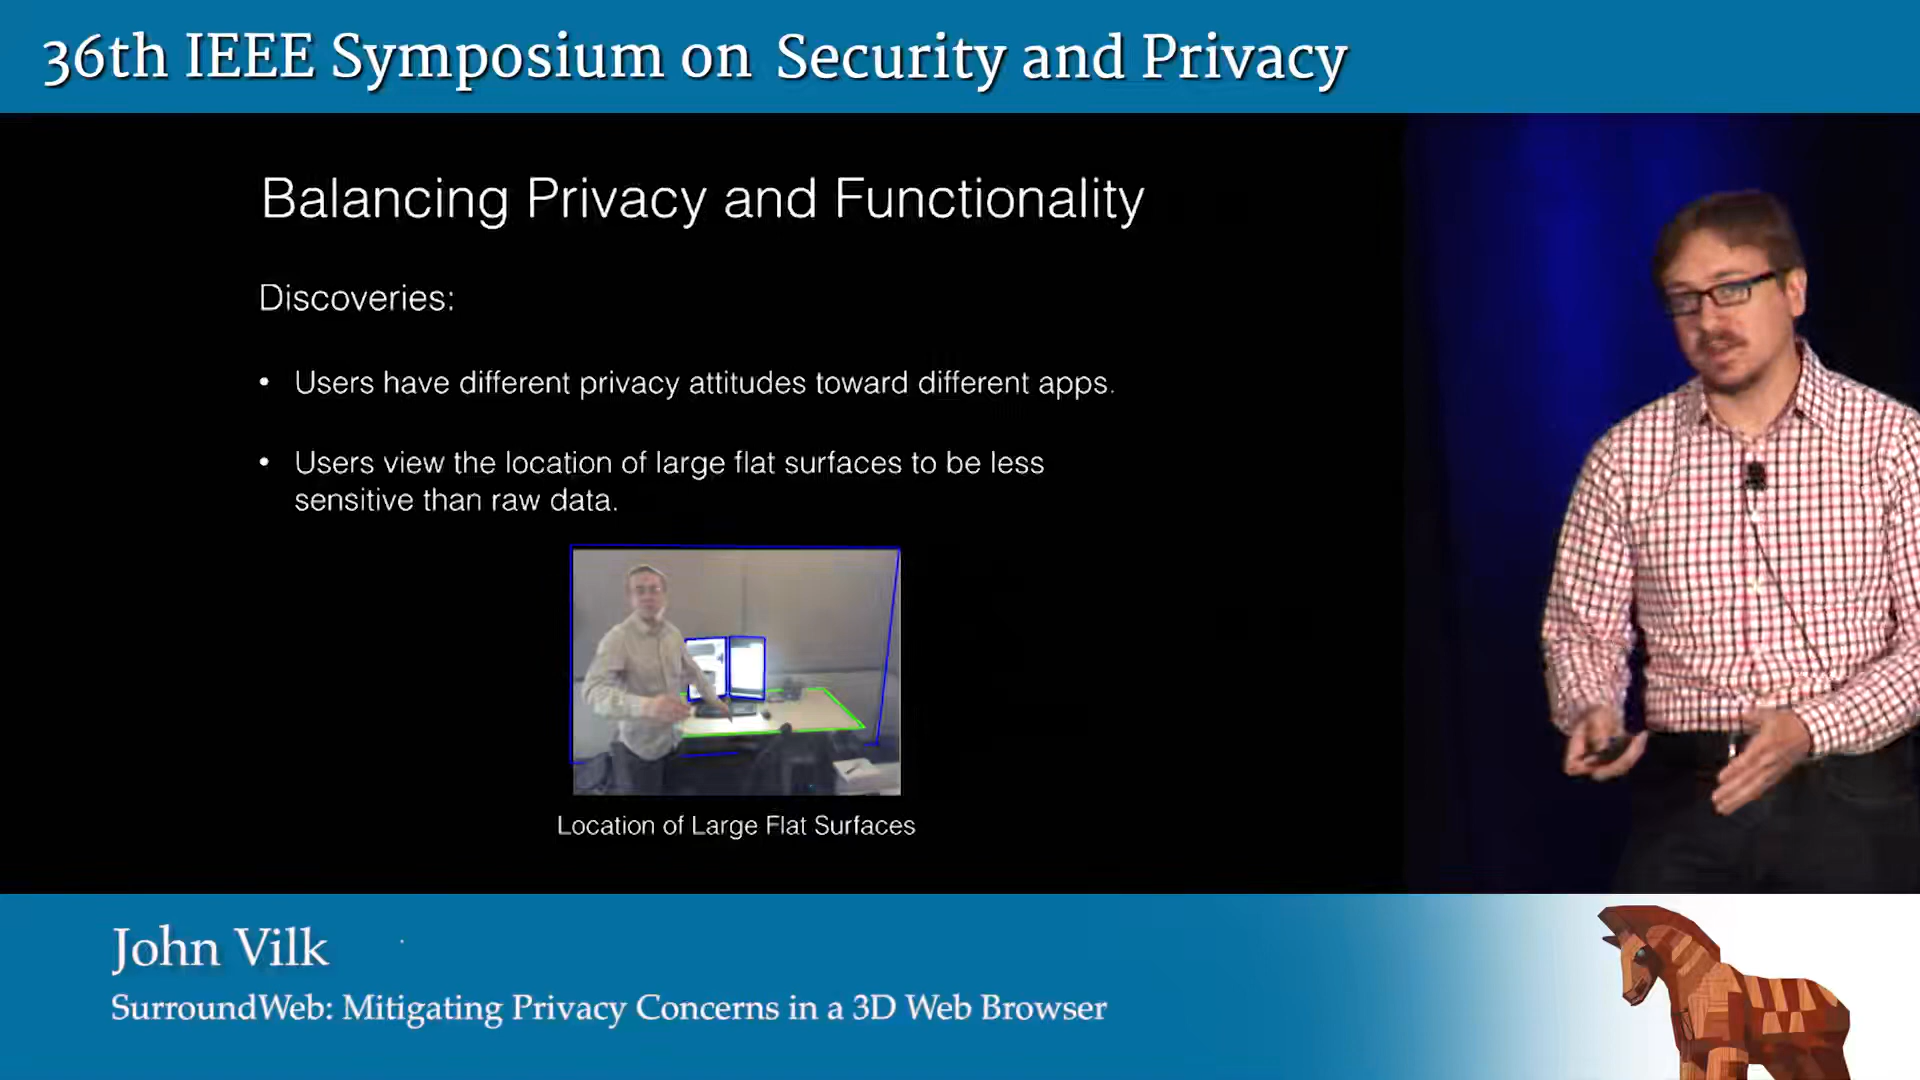 36th IEEE Symposium on Security and Privacy
Balancing Privacy and Functionality
Discoveries:
• Users have different privacy attitudes toward different apps.
• Users view the location of large flat surfaces to be less
sensitive than raw data.
Location of Large Flat Surfaces
John Vilk
SurroundWeb: Mitigating Privacy Concerns in a 3D Web Browser